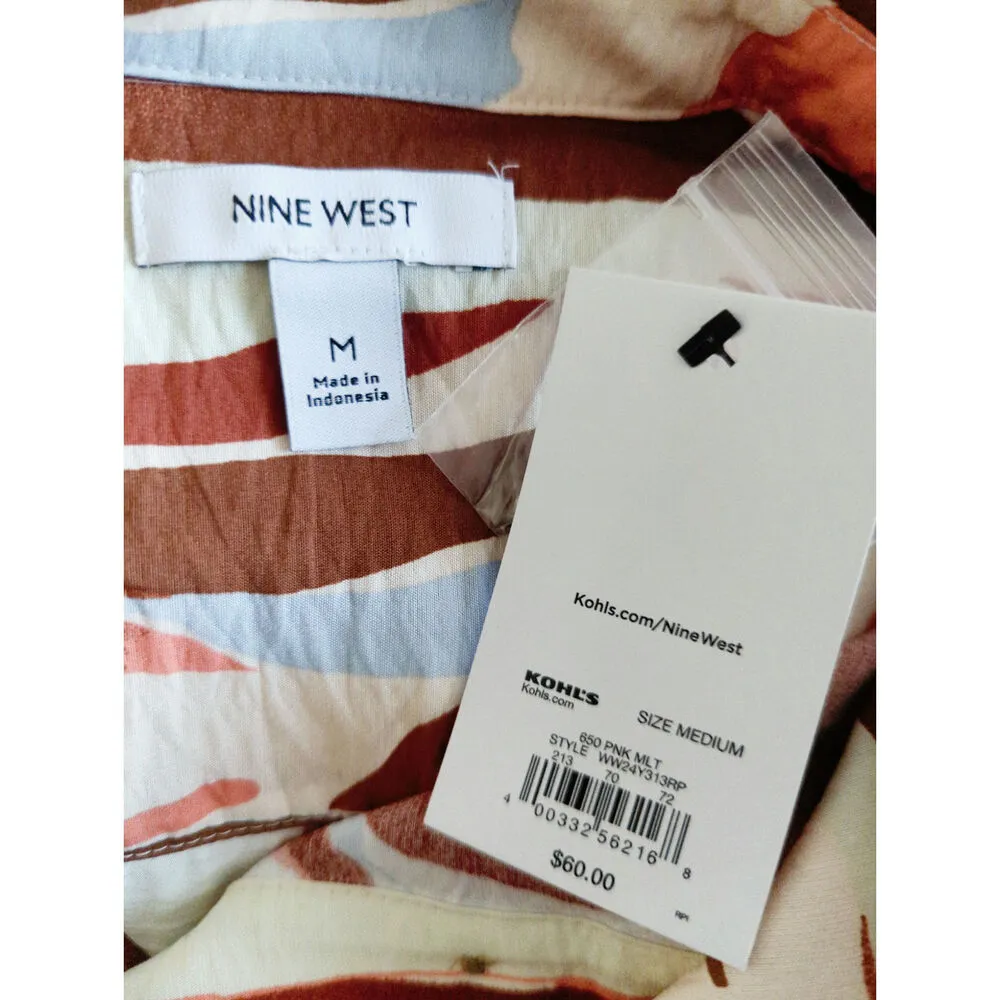 NINE WEST
M
Made in
Indonesia
Kohls.com/NineWest
KOHL'S
Kohls.com
SIZE MEDIUM
650 PNK MLT
STYLE WW24Y313RP
213 70 72
4 00332 56216 8
$60.00
RPI